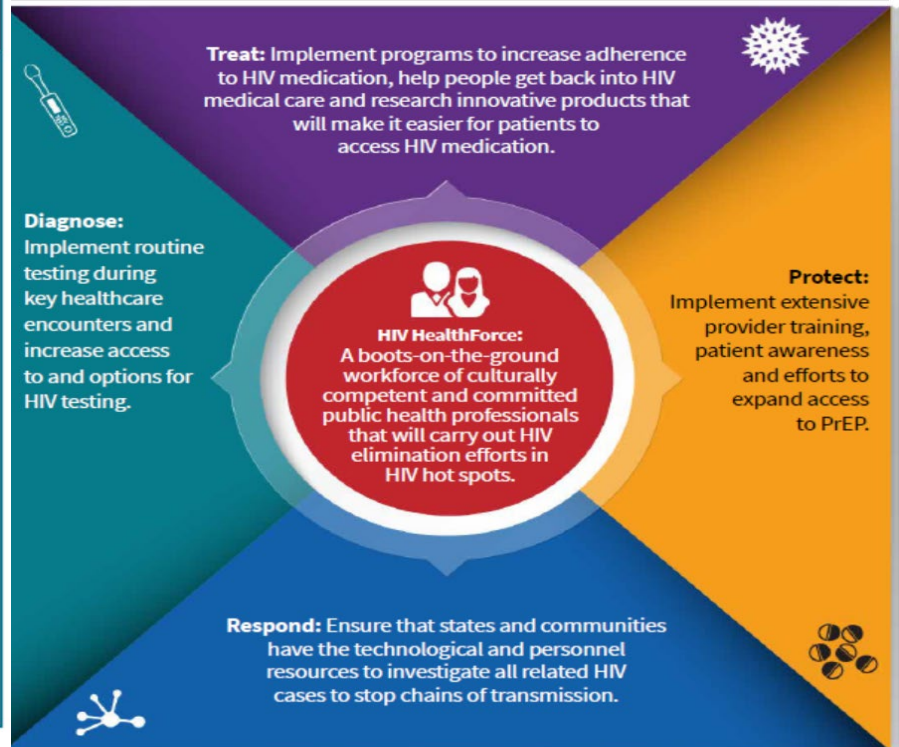 Treat: Implement programs to increase adherence
to HIV medication, help people get back into HIV
medical care and research innovative products that
will make it easier for patients to
access HIV medication.
Diagnose:
Implement routine
testing during
key healthcare
encounters and
increase access
to and options for
HIV testing.
HIV HealthForce:
A boots-on-the-ground
workforce of culturally
competent and committed
public health professionals
that will carry out HIV
elimination efforts in
HIV hot spots.
Protect:
Implement extensive
provider training,
patient awareness
and efforts to
expand access
to PrEP.
Respond: Ensure that states and communities
have the technological and personnel
resources to investigate all related HIV
cases to stop chains of transmission.